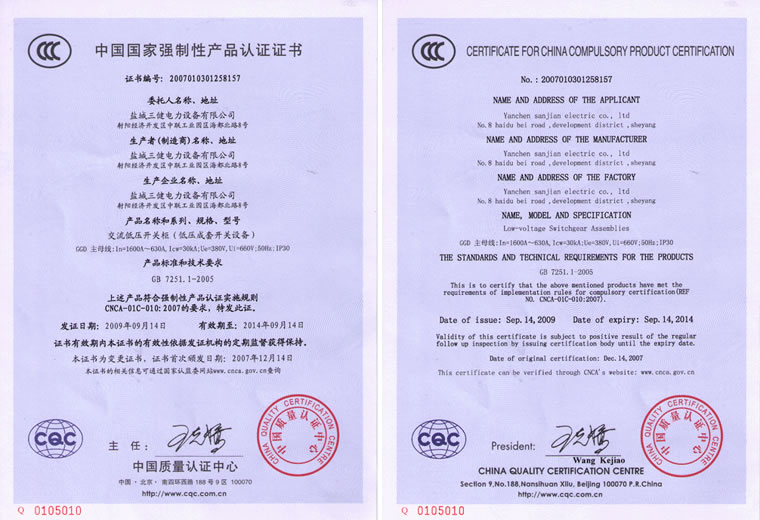 中国国家强制性产品认证证书
证书编号: 2007010301258157
委托人名称、地址
盐城三健电力设备有限公司
射阳经济开发区中联工业园区海都北路8号
生产者(制造商)名称、地址
盐城三健电力设备有限公司
射阳经济开发区中联工业园区海都北路8号
生产企业名称、地址
盐城三健电力设备有限公司
射阳经济开发区中联工业园区海都北路8号
产品名称和系列、规格、型号
交流低压开关柜(低压成套开关设备)
GGD 主母线:In=1600A~630A,Icw=30kA;Ue=380V,Ui=660V;50Hz;IP30
产品标准和技术要求
GB 7251.1-2005
上述产品符合强制性产品认证实施规则
CNCA-01C-010:2007的要求,特发此证。
发证日期: 2009年09月14日 有效期至: 2014年09月14日
证书有效期内本证书的有效性依据发证机构的定期监督获得保持。
本证书为变更证书, 证书首次颁发日期: 2007年12月14日
本证书的相关信息可通过国家认监委网站www.cnca.gov.cn查询
CQC
主 任:
CHINA QUALITY CERTIFICATION CENTRE
中国质量认证中心
中国质量认证中心
中国·北京·南四环西路 188 号 9 区 100070
http://www.cqc.com.cn
Q 0105010
CERTIFICATE FOR CHINA COMPULSORY PRODUCT CERTIFICATION
No.: 2007010301258157
NAME AND ADDRESS OF THE APPLICANT
Yanchen sanjian electric co., ltd
No.8 haidu bei road ,development district ,sheyang
NAME AND ADDRESS OF THE MANUFACTURER
Yanchen sanjian electric co., ltd
No.8 haidu bei road ,development district ,sheyang
NAME AND ADDRESS OF THE FACTORY
Yanchen sanjian electric co., ltd
No.8 haidu bei road ,development district ,sheyang
NAME, MODEL AND SPECIFICATION
Low-voltage Switchgear Assemblies
GGD 主母线:In=1600A~630A,Icw=30kA;Ue=380V,Ui=660V;50Hz;IP30
THE STANDARDS AND TECHNICAL REQUIREMENTS FOR THE PRODUCTS
GB 7251.1-2005
This is to certify that the above mentioned products have met the
requirements of implementation rules for compulsory certification(REF
NO. CNCA-01C-010:2007).
Date of issue: Sep.14,2009 Date of expiry: Sep.14,2014
Validity of this certificate is subject to positive result of the regular
follow up inspection by issuing certification body until the expiry date.
Date of original certification: Dec.14,2007
This certificate can be verified through CNCA's website: www.cnca.gov.cn
CQC
President:
Wang Kejiao
CHINA QUALITY CERTIFICATION CENTRE
中国质量认证中心
CHINA QUALITY CERTIFICATION CENTRE
Section 9,No.188,Nansihuan Xilu, Beijing 100070 P.R.China
http://www.cqc.com.cn
Q 0105010